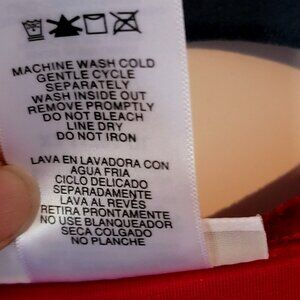 MACHINE WASH COLD
GENTLE CYCLE
SEPARATELY
WASH INSIDE OUT
REMOVE PROMPTLY
DO NOT BLEACH
LINE DRY
DO NOT IRON
LAVA EN LAVADORA CON
AGUA FRIA
CICLO DELICADO
SEPARADAMENTE
LAVA AL REVÉS
RETIRA PRONTAMENTE
NO USE BLANQUEADOR
SECA COLGADO
NO PLANCHE